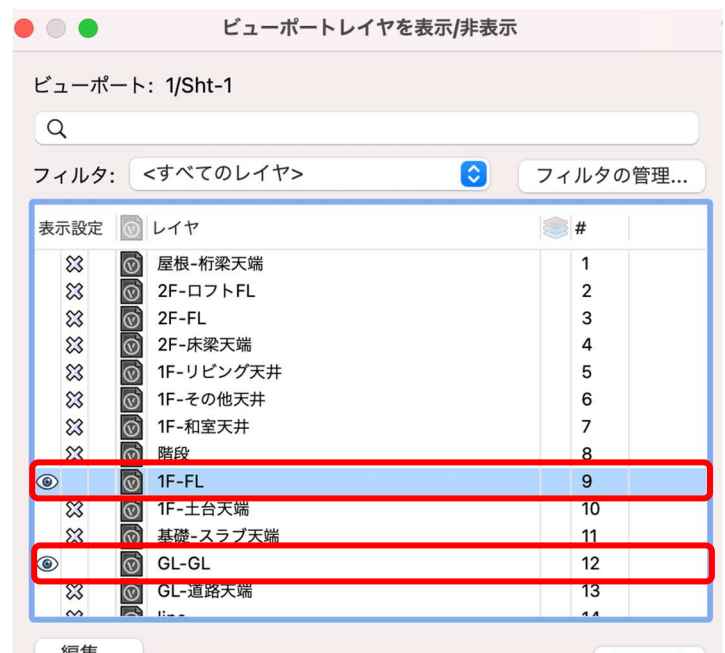 ビューポートレイヤを表示/非表示
ビューポート: 1/Sht-1
フィルタ: <すべてのレイヤ> フィルタの管理...
表示設定 レイヤ #
屋根-桁梁天端 1
2F-ロフトFL 2
2F-FL 3
2F-床梁天端 4
1F-リビング天井 5
1F-その他天井 6
1F-和室天井 7
階段 8
1F-FL 9
1F-土台天端 10
基礎-スラブ天端 11
GL-GL 12
GL-道路天端 13
14
編集